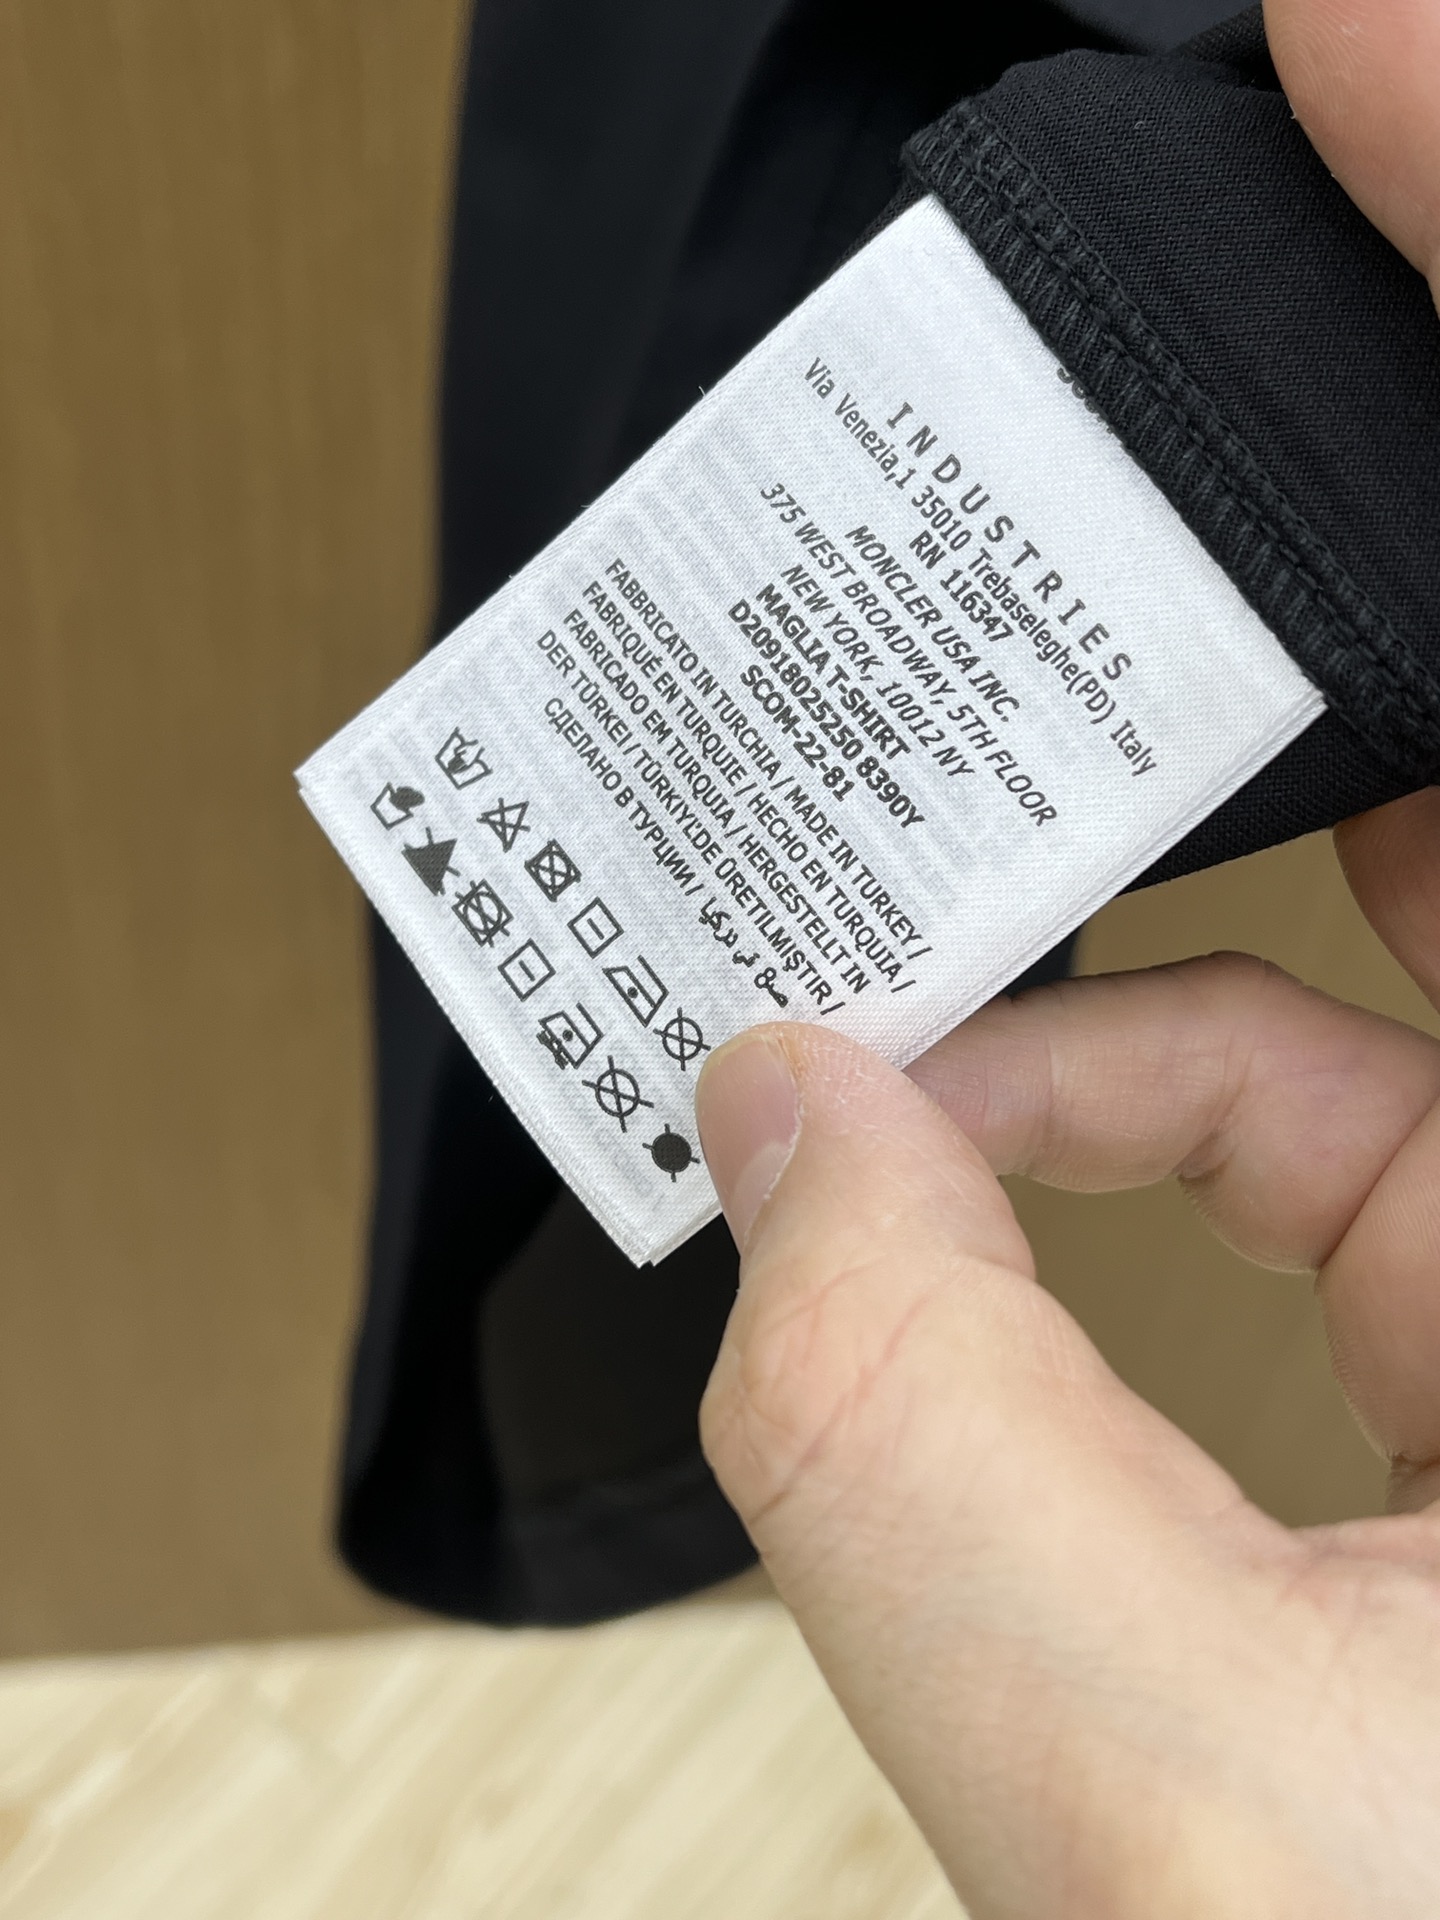 INDUSTRIES
Via Venezia,1 35010 Trebaseleghe(PD) Italy
RN 116347
MONCLER USA INC.
375 WEST BROADWAY, 5TH FLOOR
NEW YORK, 10012 NY
MAGLIA T-SHIRT
D20918025250 8390Y
SCOM-22-81
FABBRICATO IN TURCHIA / MADE IN TURKEY /
FABRIQUÉ EN TURQUIE / HECHO EN TURQUIA /
FABRICADO EM TURQUIA / HERGESTELLT IN
DER TÜRKEI / TÜRKIYE'DE ÜRETILMIŞTIR /
СДЕЛАНО В ТУРЦИИ /